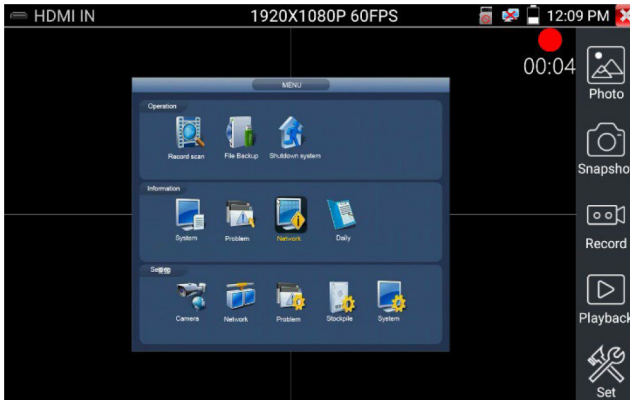 HDMI IN 1920X1080P 60FPS 12:09 PM
00:04
Photo
Snapsho
Record
Playback
Set
MENU
Operation
Record scan File Backup Shutdown system
Information
System Problem Network Daily
Camera Network Problem Stockpile System